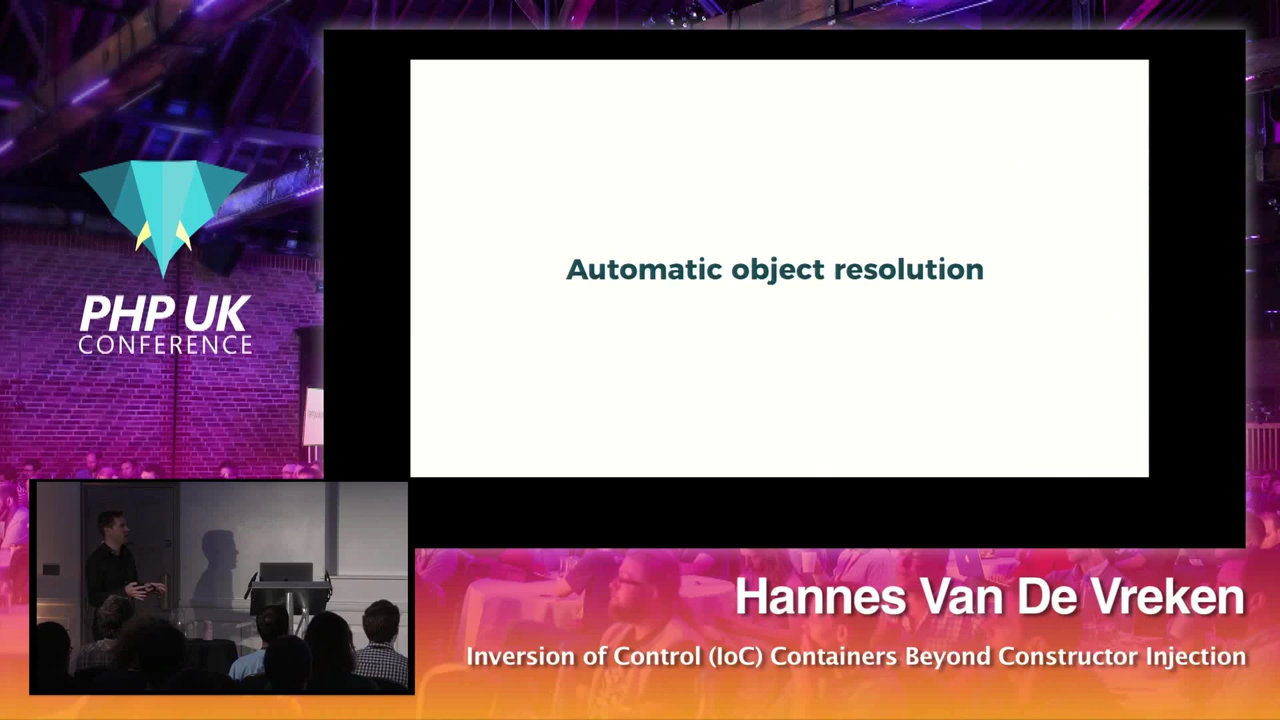 Automatic object resolution
PHP UK
CONFERENCE
Hannes Van De Vreken
Inversion of Control (IoC) Containers Beyond Constructor Injection